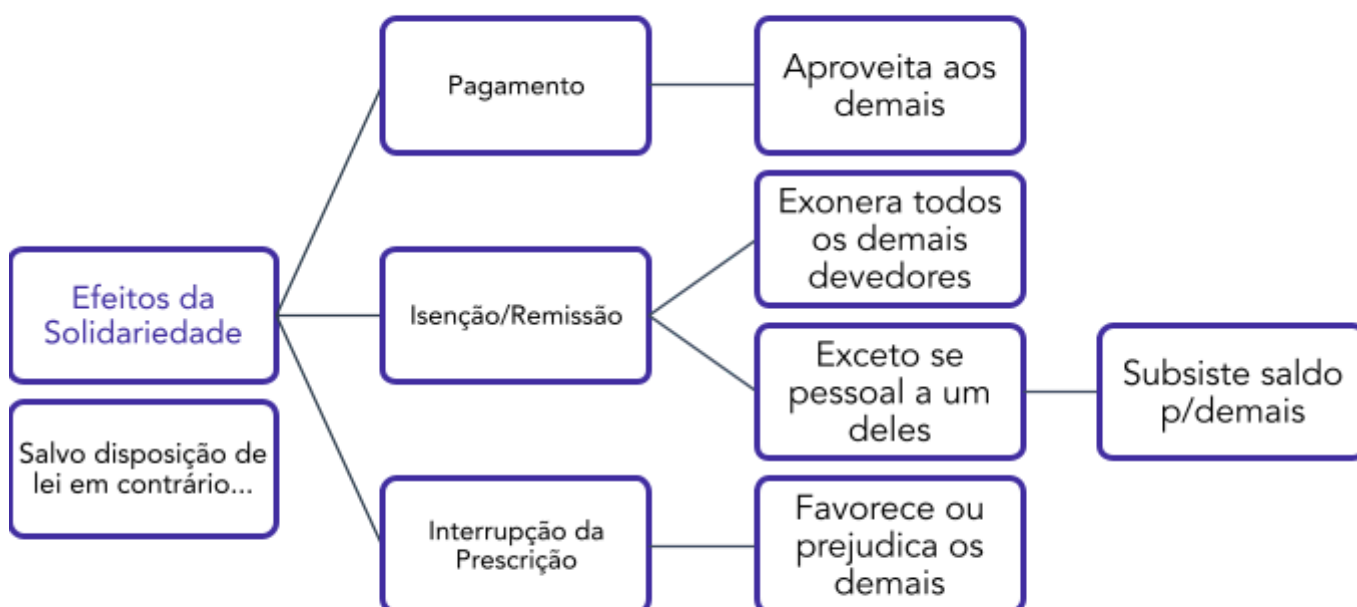 Efeitos da
Solidariedade
Salvo disposição de
lei em contrário...
Pagamento
Aproveita aos
demais
Isenção/Remissão
Exonera todos
os demais
devedores
Exceto se
pessoal a um
deles
Subsiste saldo
p/demais
Interrupção da
Prescrição
Favorece ou
prejudica os
demais